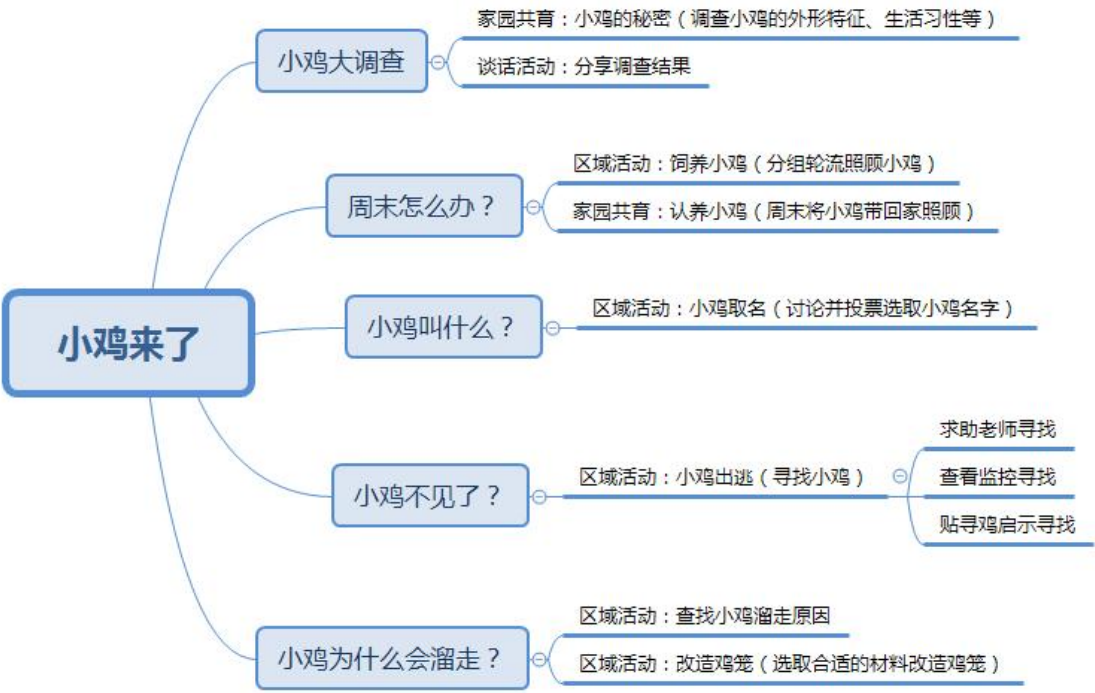 小鸡来了
小鸡大调查
家园共育：小鸡的秘密（调查小鸡的外形特征、生活习性等）
谈话活动：分享调查结果
周末怎么办？
区域活动：饲养小鸡（分组轮流照顾小鸡）
家园共育：认养小鸡（周末将小鸡带回家照顾）
小鸡叫什么？
区域活动：小鸡取名（讨论并投票选取小鸡名字）
小鸡不见了？
区域活动：小鸡出逃（寻找小鸡）
求助老师寻找
查看监控寻找
贴寻鸡启示寻找
小鸡为什么会溜走？
区域活动：查找小鸡溜走原因
区域活动：改造鸡笼（选取合适的材料改造鸡笼）